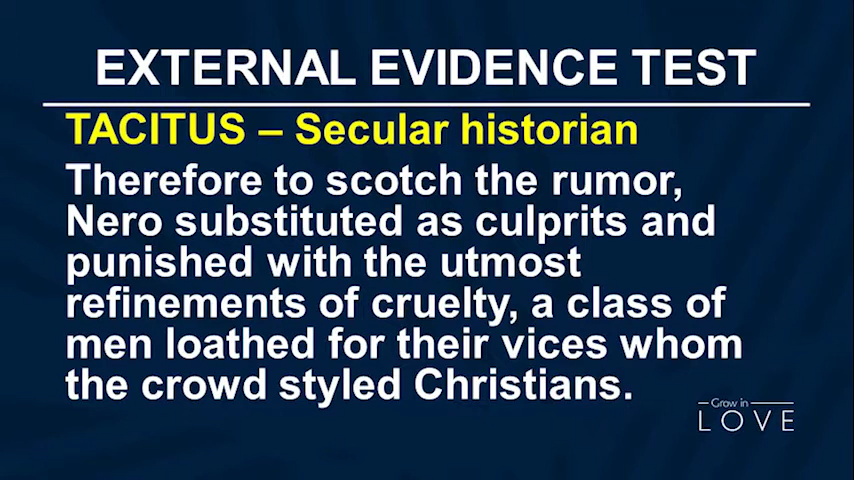 EXTERNAL EVIDENCE TEST
TACITUS – Secular historian
Therefore to scotch the rumor,
Nero substituted as culprits and
punished with the utmost
refinements of cruelty, a class of
men loathed for their vices whom
the crowd styled Christians.
Grow in
LOVE